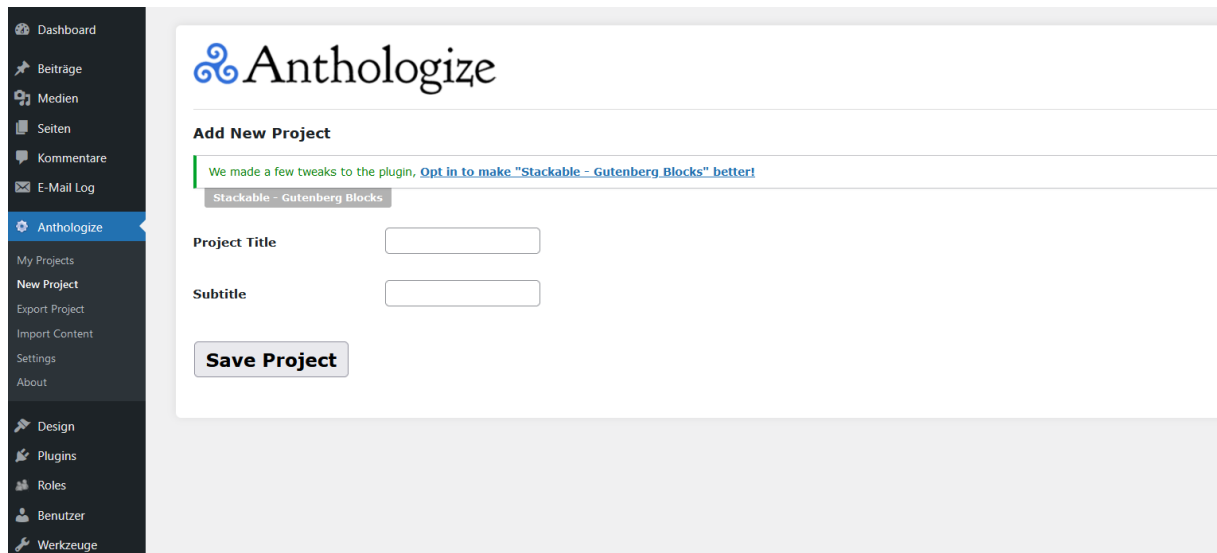 Dashboard
Beiträge
Medien
Seiten
Kommentare
E-Mail Log
Anthologize
My Projects
New Project
Export Project
Import Content
Settings
About
Design
Plugins
Roles
Benutzer
Werkzeuge
Anthologize
Add New Project
We made a few tweaks to the plugin, Opt in to make "Stackable - Gutenberg Blocks" better!
Stackable - Gutenberg Blocks
Project Title
Subtitle
Save Project